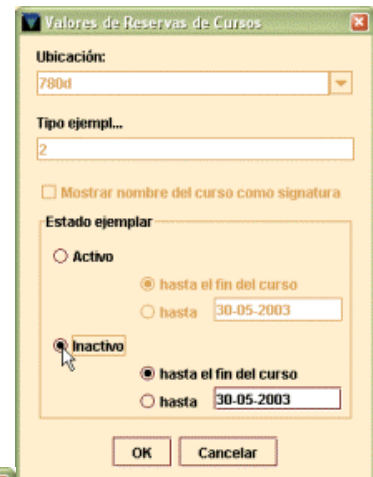 Valores de Reservas de Cursos
Ubicación:
780d
Tipo ejempl...
2
Mostrar nombre del curso como signatura
Estado ejemplar
Activo
hasta el fin del curso
hasta 30-05-2003
Inactivo
hasta el fin del curso
hasta 30-05-2003
OK Cancelar